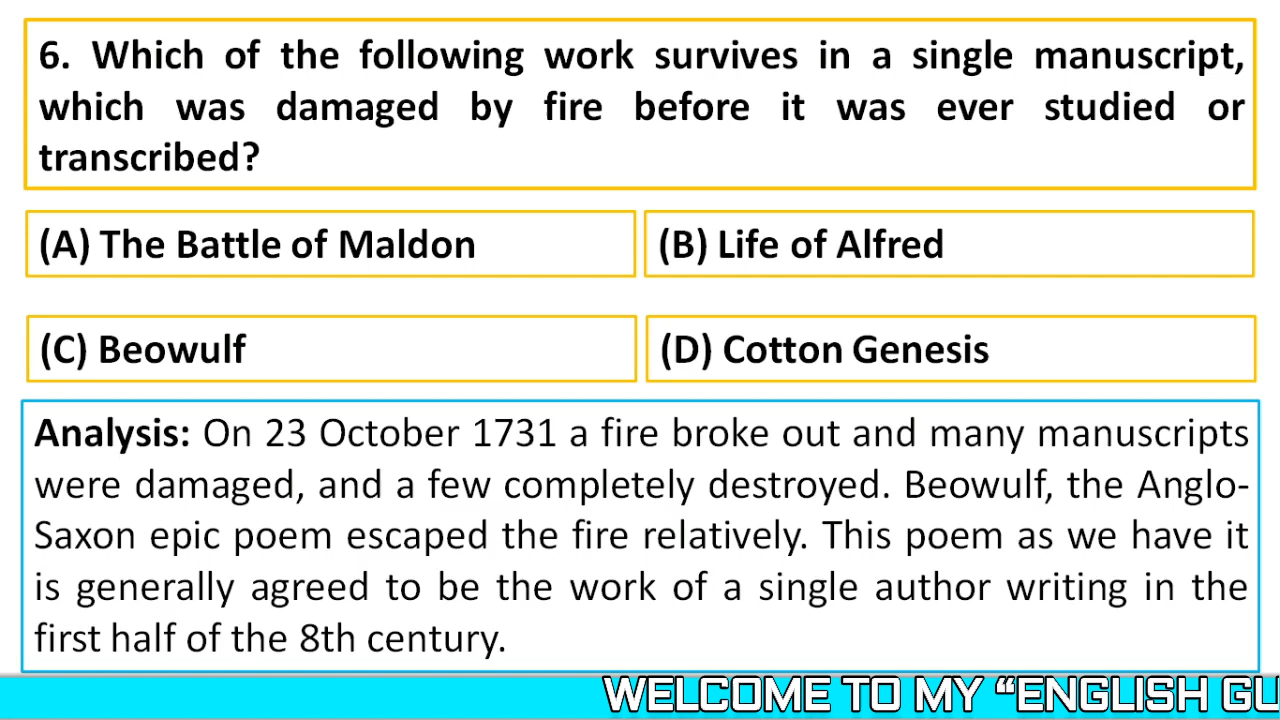 6. Which of the following work survives in a single manuscript,
which was damaged by fire before it was ever studied or
transcribed?
(A) The Battle of Maldon
(B) Life of Alfred
(C) Beowulf
(D) Cotton Genesis
Analysis: On 23 October 1731 a fire broke out and many manuscripts
were damaged, and a few completely destroyed. Beowulf, the Anglo-
Saxon epic poem escaped the fire relatively. This poem as we have it
is generally agreed to be the work of a single author writing in the
first half of the 8th century.
WELCOME TO MY “ENGLISH GU